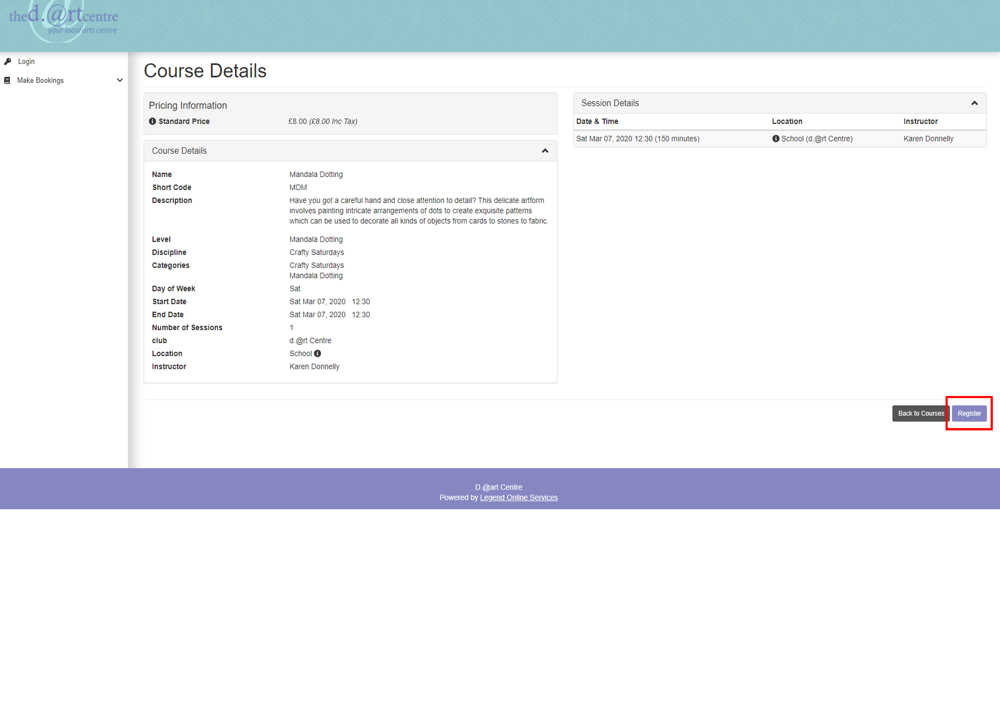 thed.@rtcentre
your local arts centre
Login
Make Bookings
Course Details
Pricing Information
Standard Price £8.00 (£8.00 Inc Tax)
Course Details
Name Mandala Dotting
Short Code MDM
Description Have you got a careful hand and close attention to detail? This delicate artform
involves painting intricate arrangements of dots to create exquisite patterns
which can be used to decorate all kinds of objects from cards to stones to fabric.
Level Mandala Dotting
Discipline Crafty Saturdays
Categories Crafty Saturdays
Mandala Dotting
Day of Week Sat
Start Date Sat Mar 07, 2020 12:30
End Date Sat Mar 07, 2020 12:30
Number of Sessions 1
club d.@rt Centre
Location School
Instructor Karen Donnelly
Session Details
Date & Time Location Instructor
Sat Mar 07, 2020 12:30 (150 minutes) School (d.@rt Centre) Karen Donnelly
Back to Courses Register
D.@art Centre
Powered by Legend Online Services